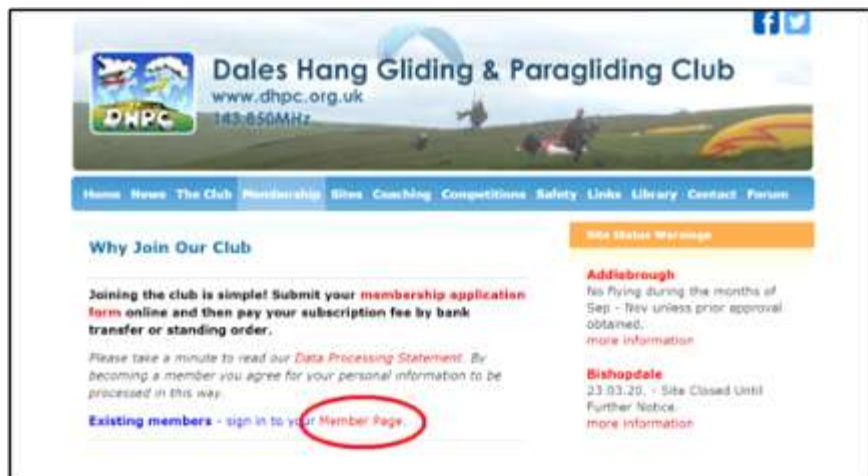 Dales Hang Gliding & Paragliding Club
www.dhpc.org.uk
143.850MHz
DHPC
Home News The Club Membership Sites Coaching Competitions Safety Links Library Contact Forum
Why Join Our Club
Joining the club is simple! Submit your membership application
form online and then pay your subscription fee by bank
transfer or standing order.
Please take a minute to read our Data Processing Statement. By
becoming a member you agree for your personal information to be
processed in this way.
Existing members - sign in to your Member Page.
Site Status Warnings
Addlebrough
No flying during the months of
Sep - Nov unless prior approval
obtained.
more information
Bishopdale
23.03.20. - Site Closed Until
Further Notice.
more information